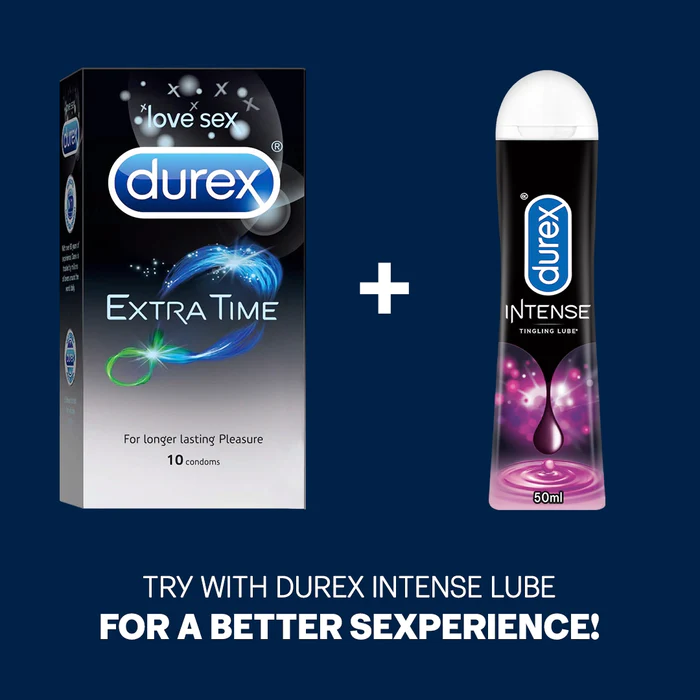 love sex
durex
®
EXTRA TIME
For longer lasting Pleasure
10 condoms
durex
+
®
durex
INTENSE
TINGLING LUBE*
50ml
TRY WITH DUREX INTENSE LUBE
FOR A BETTER SEXPERIENCE!